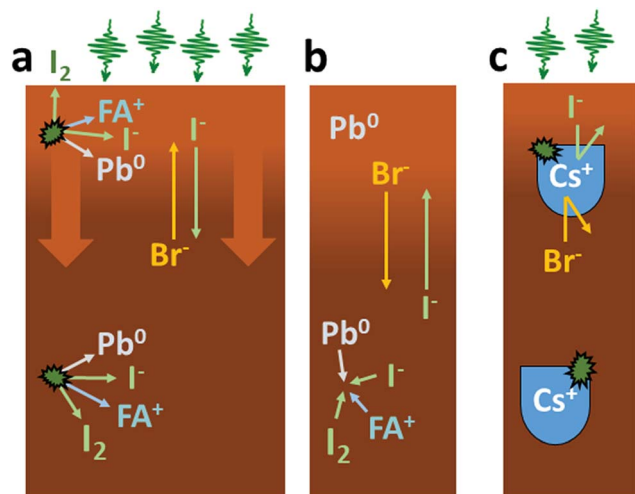 a
I₂
FA⁺
I⁻
Pb⁰
I⁻
Br⁻
Pb⁰
I⁻
FA⁺
I₂
b
Pb⁰
Br⁻
I⁻
Pb⁰
I⁻
FA⁺
I₂
c
I⁻
Cs⁺
Br⁻
Cs⁺